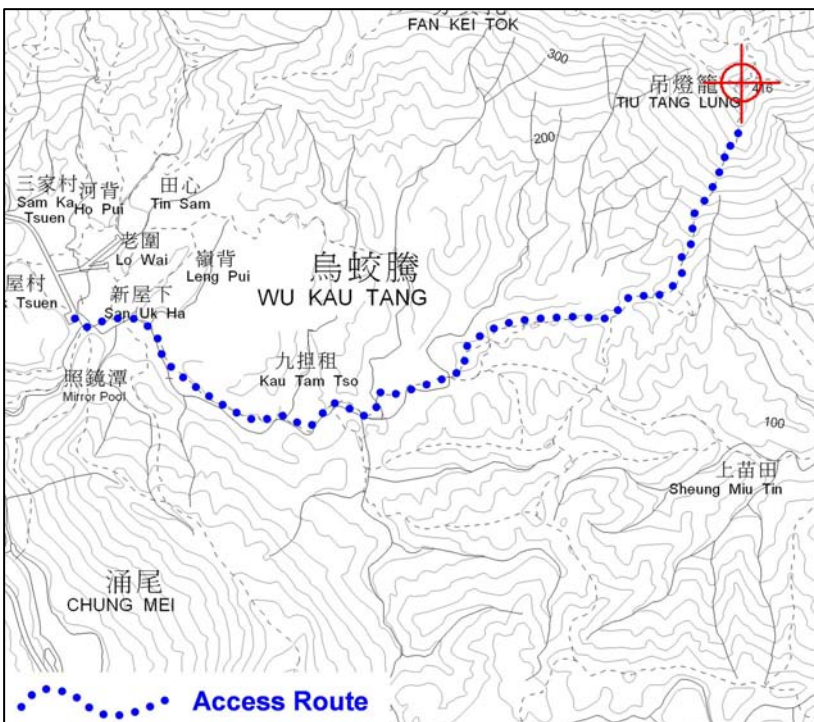 FAN KEI TOK
300
吊燈籠
416
TIU TANG LUNG
200
三家村
Sam Ka
Tsuen
河背
Ho Pui
田心
Tin Sam
老圍
Lo Wai
嶺背
Leng Pui
烏蛟騰
WU KAU TANG
屋村
Tsuen
新屋下
San Uk Ha
九担租
Kau Tam Tso
照鏡潭
Mirror Pool
100
上苗田
Sheung Miu Tin
涌尾
CHUNG MEI
Access Route